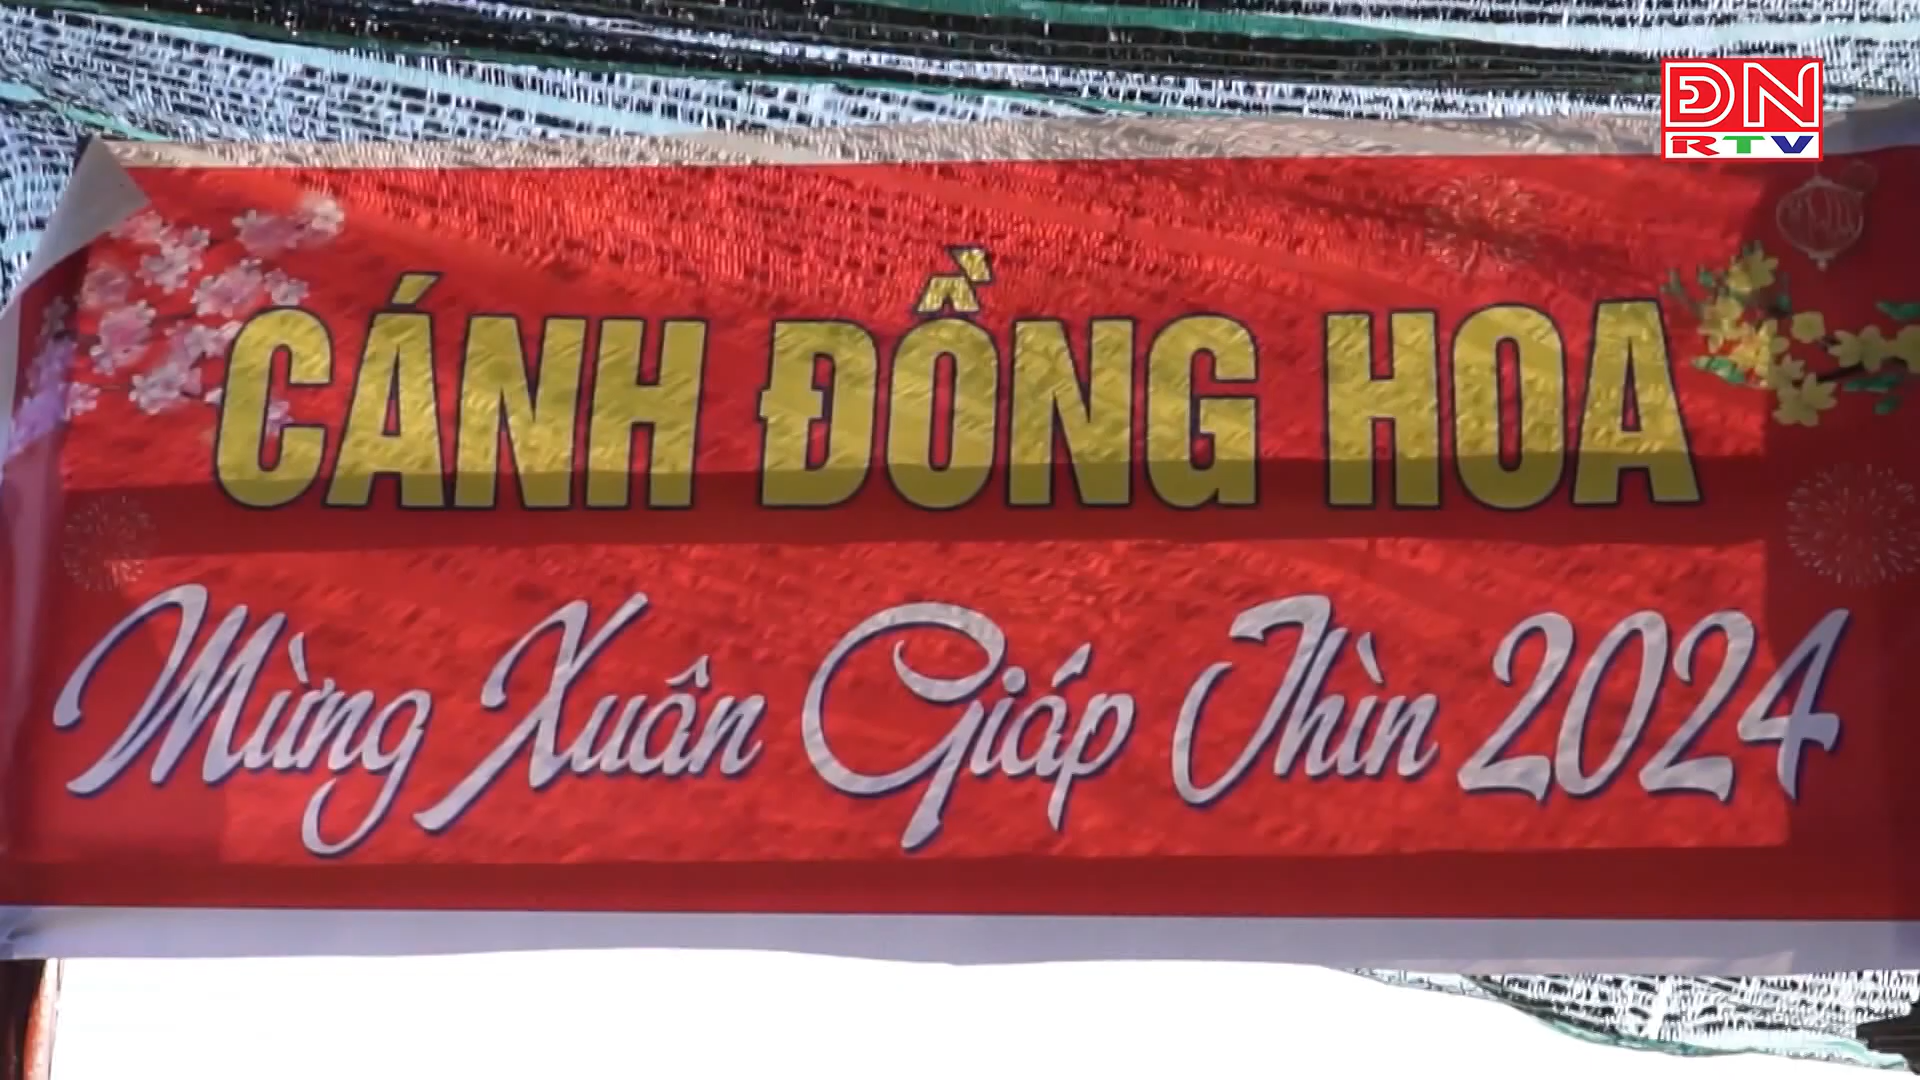 ĐN
RTV
CÁNH ĐỒNG HOA
Mừng Xuân Giáp Thìn 2024